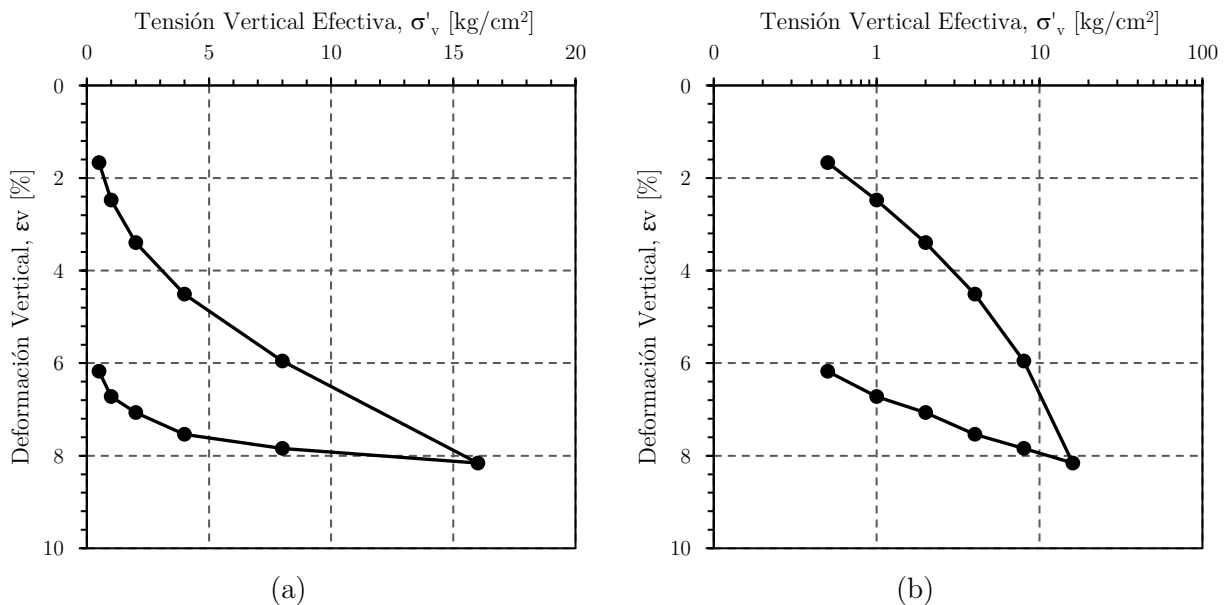 Tensión Vertical Efectiva, σ'v [kg/cm²]
0 5 10 15 20
Deformación Vertical, εv [%]
0
2
4
6
8
10
(a)
Tensión Vertical Efectiva, σ'v [kg/cm²]
0 1 10 100
Deformación Vertical, εv [%]
0
2
4
6
8
10
(b)